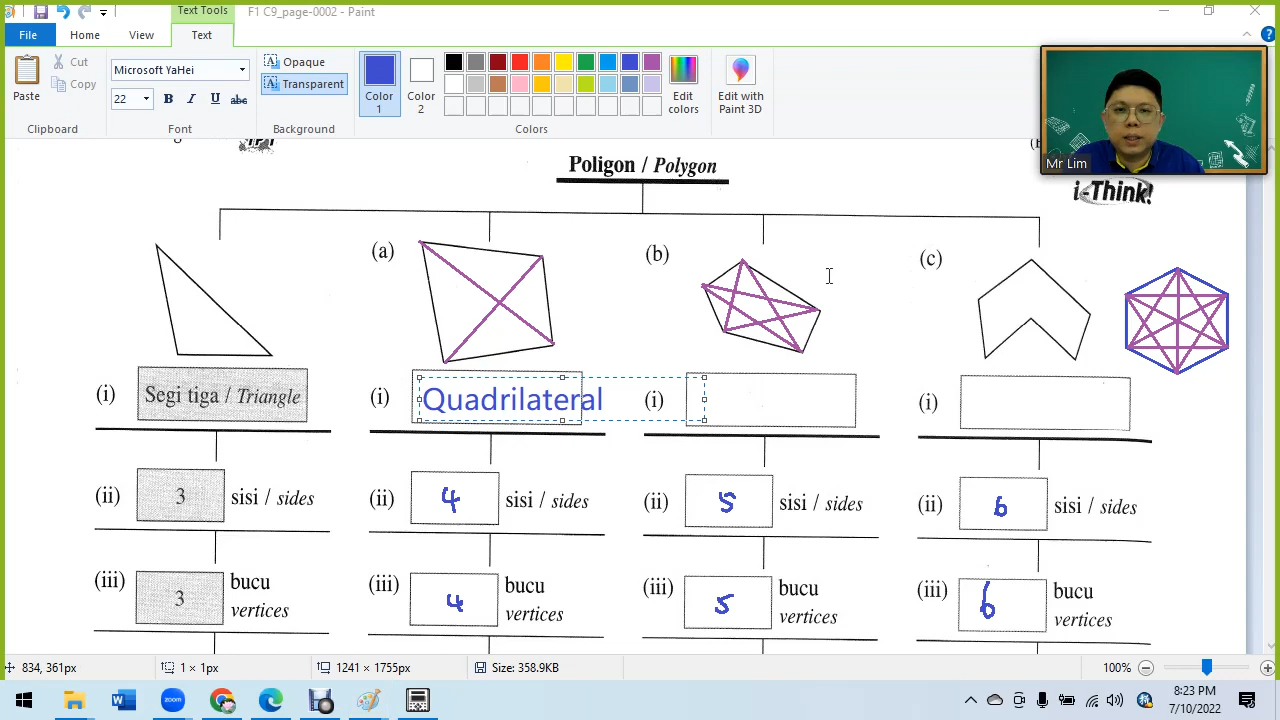 Text Tools
F1 C9_page-0002 - Paint
File
Home
View
Text
Paste
Cut
Copy
Clipboard
Microsoft YaHei
22
B I U abc
Font
Opaque
Transparent
Background
Color 1
Color 2
Edit colors
Colors
Edit with Paint 3D
Mr Lim
Poligon / Polygon
i-Think!
(a)
(b)
(c)
(i) Segi tiga / Triangle
(i) Quadrilateral
(i)
(i)
(ii) 3 sisi / sides
(ii) 4 sisi / sides
(ii) 5 sisi / sides
(ii) 6 sisi / sides
(iii) 3 bucu vertices
(iii) 4 bucu vertices
(iii) 5 bucu vertices
(iii) 6 bucu vertices
834, 361px
1 × 1px
1241 × 1755px
Size: 358.9KB
100%
zoom
8:23 PM
7/10/2022